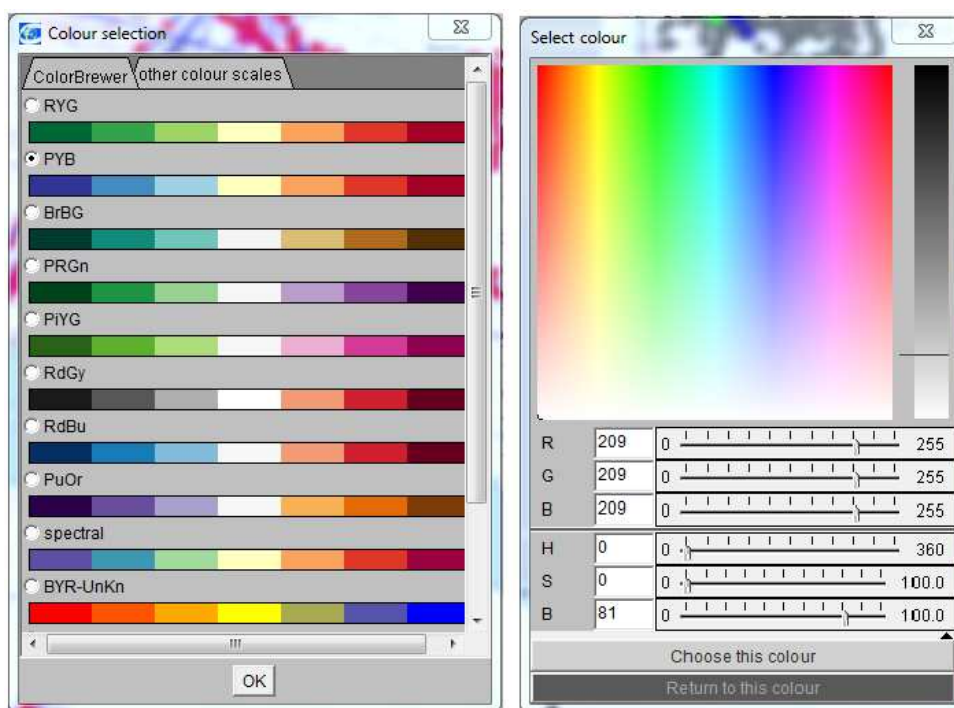 Colour selection
ColorBrewer other colour scales
RYG
PYB
BrBG
PRGn
PiYG
RdGy
RdBu
PuOr
spectral
BYR-UnKn
OK
Select colour
R 209 0 255
G 209 0 255
B 209 0 255
H 0 0 360
S 0 0 100.0
B 81 0 100.0
Choose this colour
Return to this colour